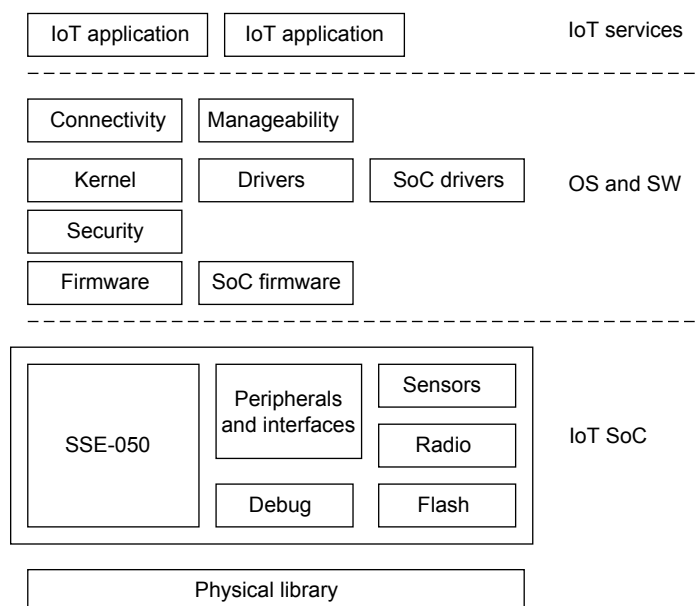 IoT application
IoT application
IoT services
Connectivity
Manageability
Kernel
Drivers
SoC drivers
OS and SW
Security
Firmware
SoC firmware
SSE-050
Peripherals
and interfaces
Sensors
Radio
IoT SoC
Debug
Flash
Physical library